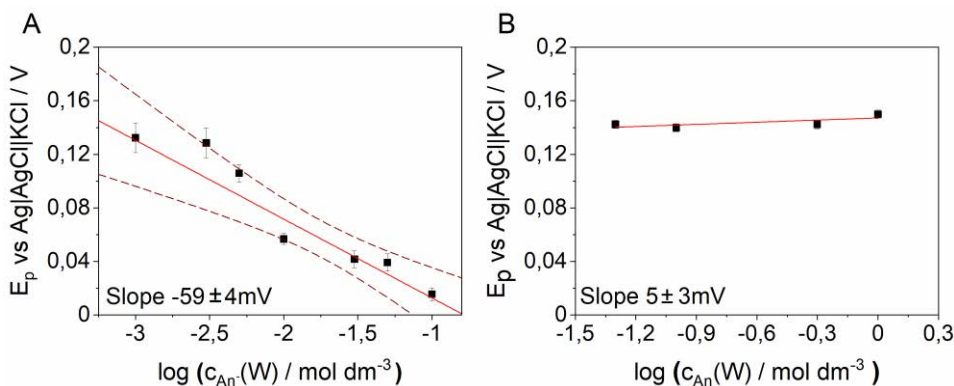 A
B
E_p vs Ag|AgCl|KCl / V
0,2
0,16
0,12
0,08
0,04
0
Slope -59±4mV
-3 -2,5 -2 -1,5 -1
log (c_An-(W) / mol dm^-3)
E_p vs Ag|AgCl|KCl / V
0,2
0,16
0,12
0,08
0,04
0
Slope 5±3mV
-1,5 -1,2 -0,9 -0,6 -0,3 0 0,3
log (c_An(W) / mol dm^-3)